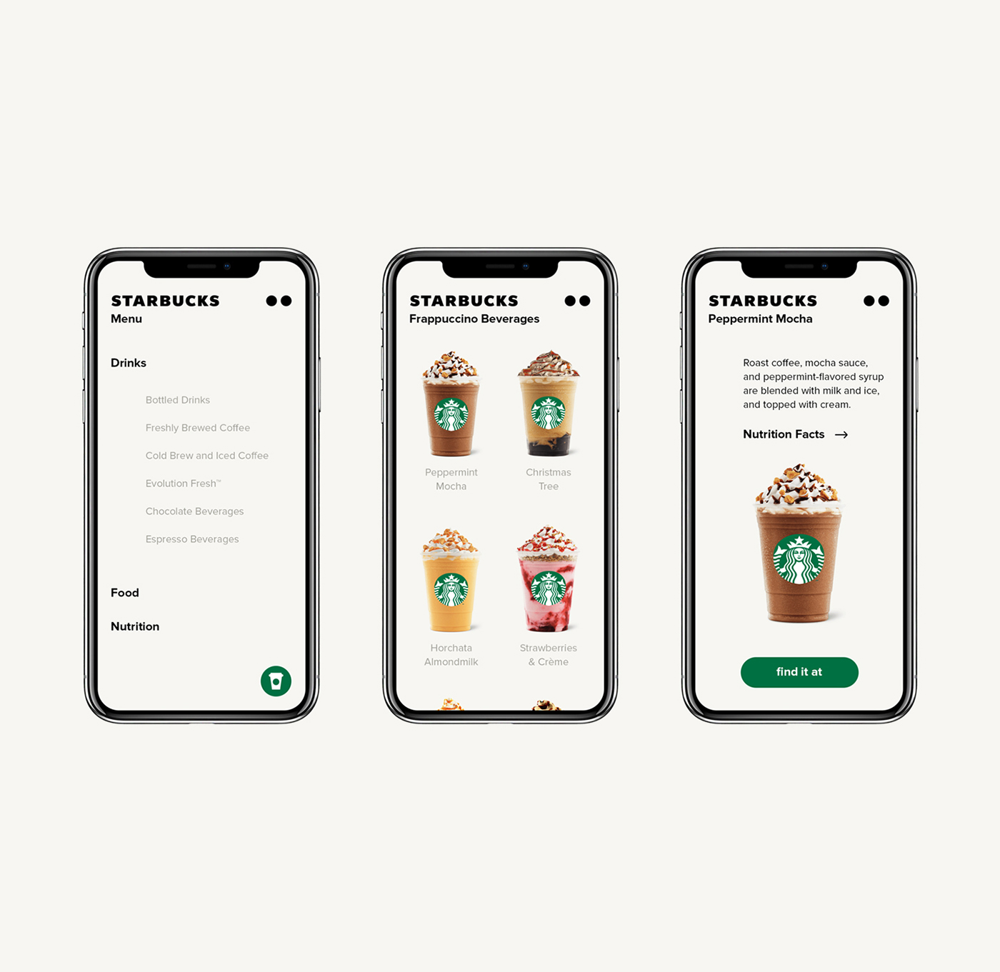 STARBUCKS
Menu
Drinks
Bottled Drinks
Freshly Brewed Coffee
Cold Brew and Iced Coffee
Evolution Fresh™
Chocolate Beverages
Espresso Beverages
Food
Nutrition
STARBUCKS
Frappuccino Beverages
Peppermint
Mocha
Christmas
Tree
Horchata
Almondmilk
Strawberries
& Crème
STARBUCKS
Peppermint Mocha
Roast coffee, mocha sauce,
and peppermint-flavored syrup
are blended with milk and ice,
and topped with cream.
Nutrition Facts →
find it at